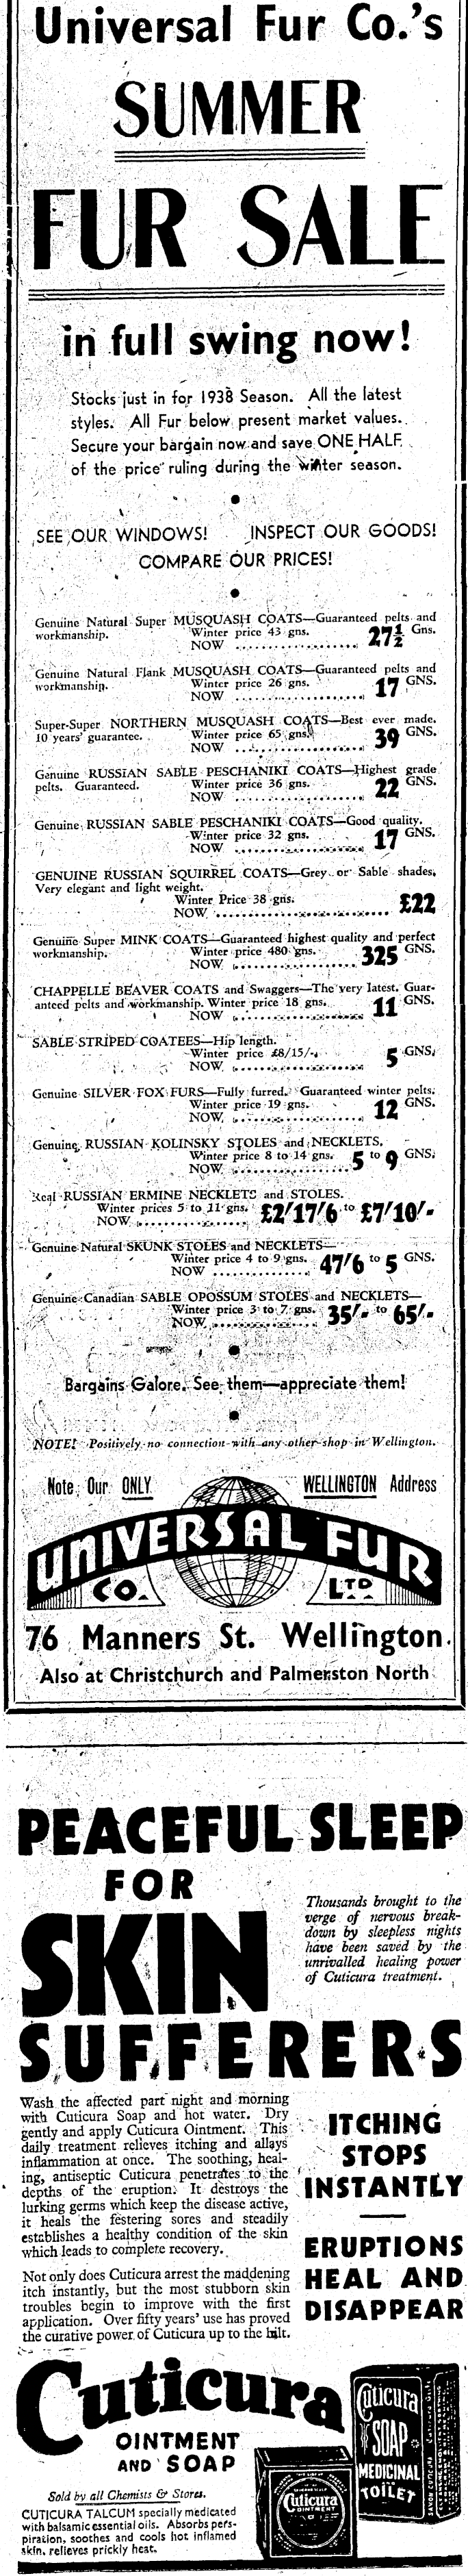 Universal Fur Co.'s
SUMMER
FUR SALE
in full swing now!
Stocks just in for 1938 Season. All the latest
styles. All Fur below present market values.
Secure your bargain now and save ONE HALF
of the price ruling during the winter season.
SEE OUR WINDOWS! INSPECT OUR GOODS!
COMPARE OUR PRICES!
Genuine Natural Super MUSQUASH COATS—Guaranteed pelts and
workmanship. Winter price 43 gns.
NOW .................... 27½ Gns.
Genuine Natural Flank MUSQUASH COATS—Guaranteed pelts and
workmanship. Winter price 26 gns.
NOW .................... 17 GNS.
Super-Super NORTHERN MUSQUASH COATS—Best ever made.
10 years' guarantee. Winter price 65 gns.
NOW .................... 39 GNS.
Genuine RUSSIAN SABLE PESCHANIKI COATS—Highest grade
pelts. Guaranteed. Winter price 36 gns.
NOW .................... 22 GNS.
Genuine RUSSIAN SABLE PESCHANIKI COATS—Good quality.
Winter price 32 gns.
NOW .................... 17 GNS.
GENUINE RUSSIAN SQUIRREL COATS—Grey or Sable shades,
Very elegant and light weight.
Winter Price 38 gns.
NOW .................... £22
Genuine Super MINK COATS—Guaranteed highest quality and perfect
workmanship. Winter price 480 gns.
NOW .................... 325 GNS.
CHAPPELLE BEAVER COATS and Swaggers—The very latest. Guar-
anteed pelts and workmanship. Winter price 18 gns.
NOW .................... 11 GNS.
SABLE STRIPED COATEES—Hip length.
Winter price £8/15/-.
NOW .................... 5 GNS.
Genuine SILVER FOX FURS—Fully furred. Guaranteed winter pelts.
Winter price 19 gns.
NOW .................... 12 GNS.
Genuine RUSSIAN KOLINSKY STOLES and NECKLETS.
Winter price 8 to 14 gns.
NOW .................... 5 to 9 GNS.
Real RUSSIAN ERMINE NECKLETS and STOLES.
Winter prices 5 to 11 gns.
NOW .................... £2/17/6 to £7/10/-
Genuine Natural SKUNK STOLES and NECKLETS—
Winter price 4 to 9 gns.
NOW .................... 47/6 to 5 GNS.
Genuine Canadian SABLE OPOSSUM STOLES and NECKLETS—
Winter price 3 to 7 gns.
NOW .................... 35/- to 65/-
Bargains Galore. See them—appreciate them!
NOTE! Positively no connection with any other shop in Wellington.
Note Our ONLY WELLINGTON Address
UNIVERSAL FUR
CO. LTD
76 Manners St. Wellington.
Also at Christchurch and Palmerston North
PEACEFUL SLEEP
FOR
SKIN
SUFFERERS
Thousands brought to the
verge of nervous break-
down by sleepless nights
have been saved by the
unrivalled healing power
of Cuticura treatment.
Wash the affected part night and morning
with Cuticura Soap and hot water. Dry
gently and apply Cuticura Ointment. This
daily treatment relieves itching and allays
inflammation at once. The soothing, heal-
ing, antiseptic Cuticura penetrates to the
depths of the eruption. It destroys the
lurking germs which keep the disease active,
it heals the festering sores and steadily
establishes a healthy condition of the skin
which leads to complete recovery.
Not only does Cuticura arrest the maddening
itch instantly, but the most stubborn skin
troubles begin to improve with the first
application. Over fifty years' use has proved
the curative power of Cuticura up to the hilt.
ITCHING
STOPS
INSTANTLY
ERUPTIONS
HEAL AND
DISAPPEAR
Cuticura
OINTMENT
AND SOAP
Sold by all Chemists & Stores.
CUTICURA TALCUM specially medicated
with balsamic essential oils. Absorbs pers-
piration, soothes and cools hot inflamed
skin, relieves prickly heat.
Cuticura
OINTMENT
Cuticura
SOAP
MEDICINAL
TOILET